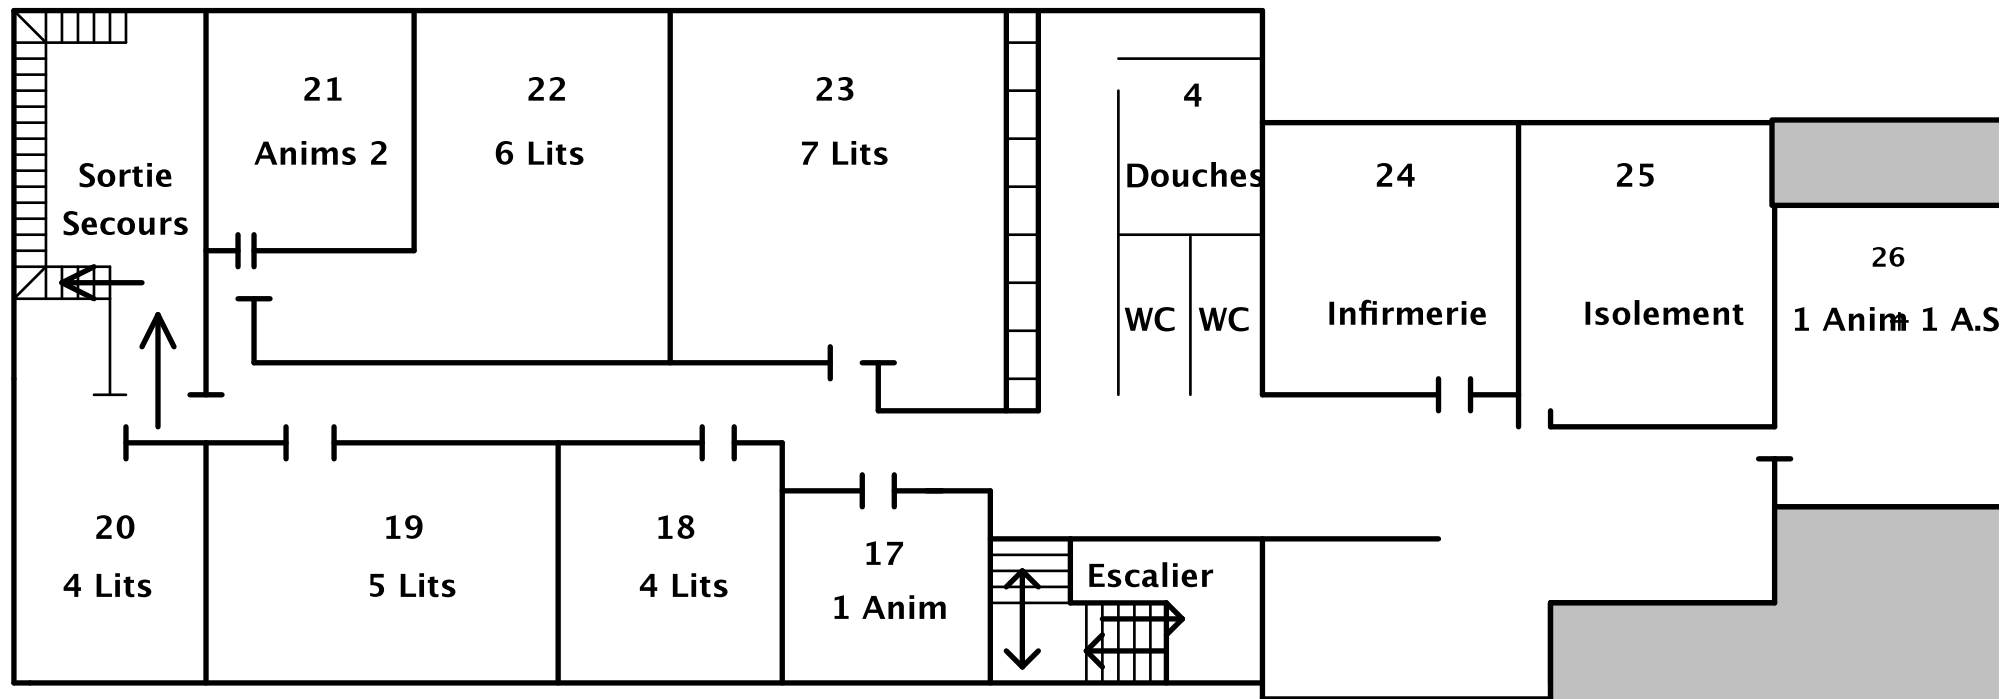 21
Anims 2
22
6 Lits
23
7 Lits
4
Douches
WC
WC
24
Infirmerie
25
Isolement
26
1 Anim + 1 A.S
Sortie
Secours
20
4 Lits
19
5 Lits
18
4 Lits
17
1 Anim
Escalier